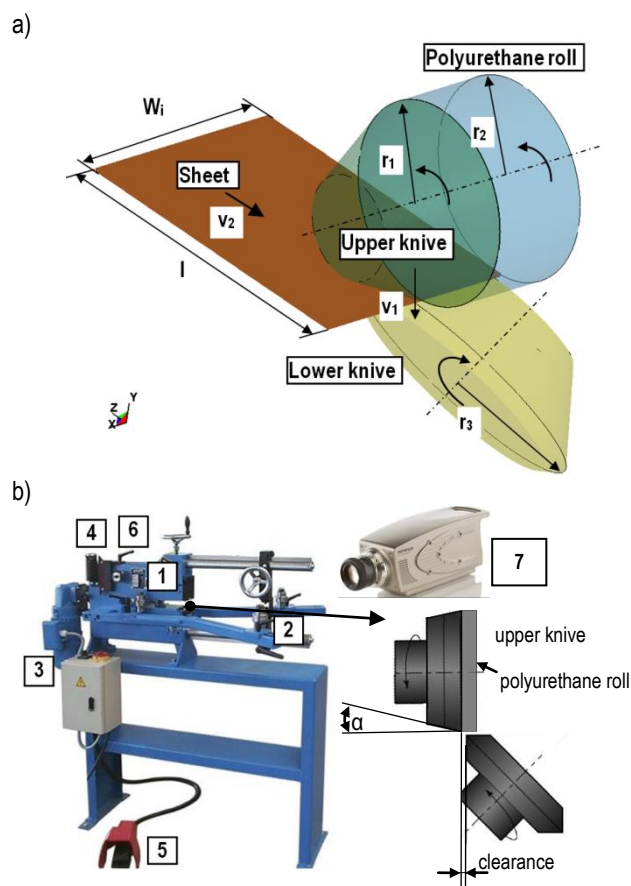 a)
Polyurethane roll
Wi
r2
r1
Sheet
v2
Upper knive
l
v1
Lower knive
r3
Y
Z
X
b)
4
6
1
7
2
upper knive
polyurethane roll
3
α
5
clearance